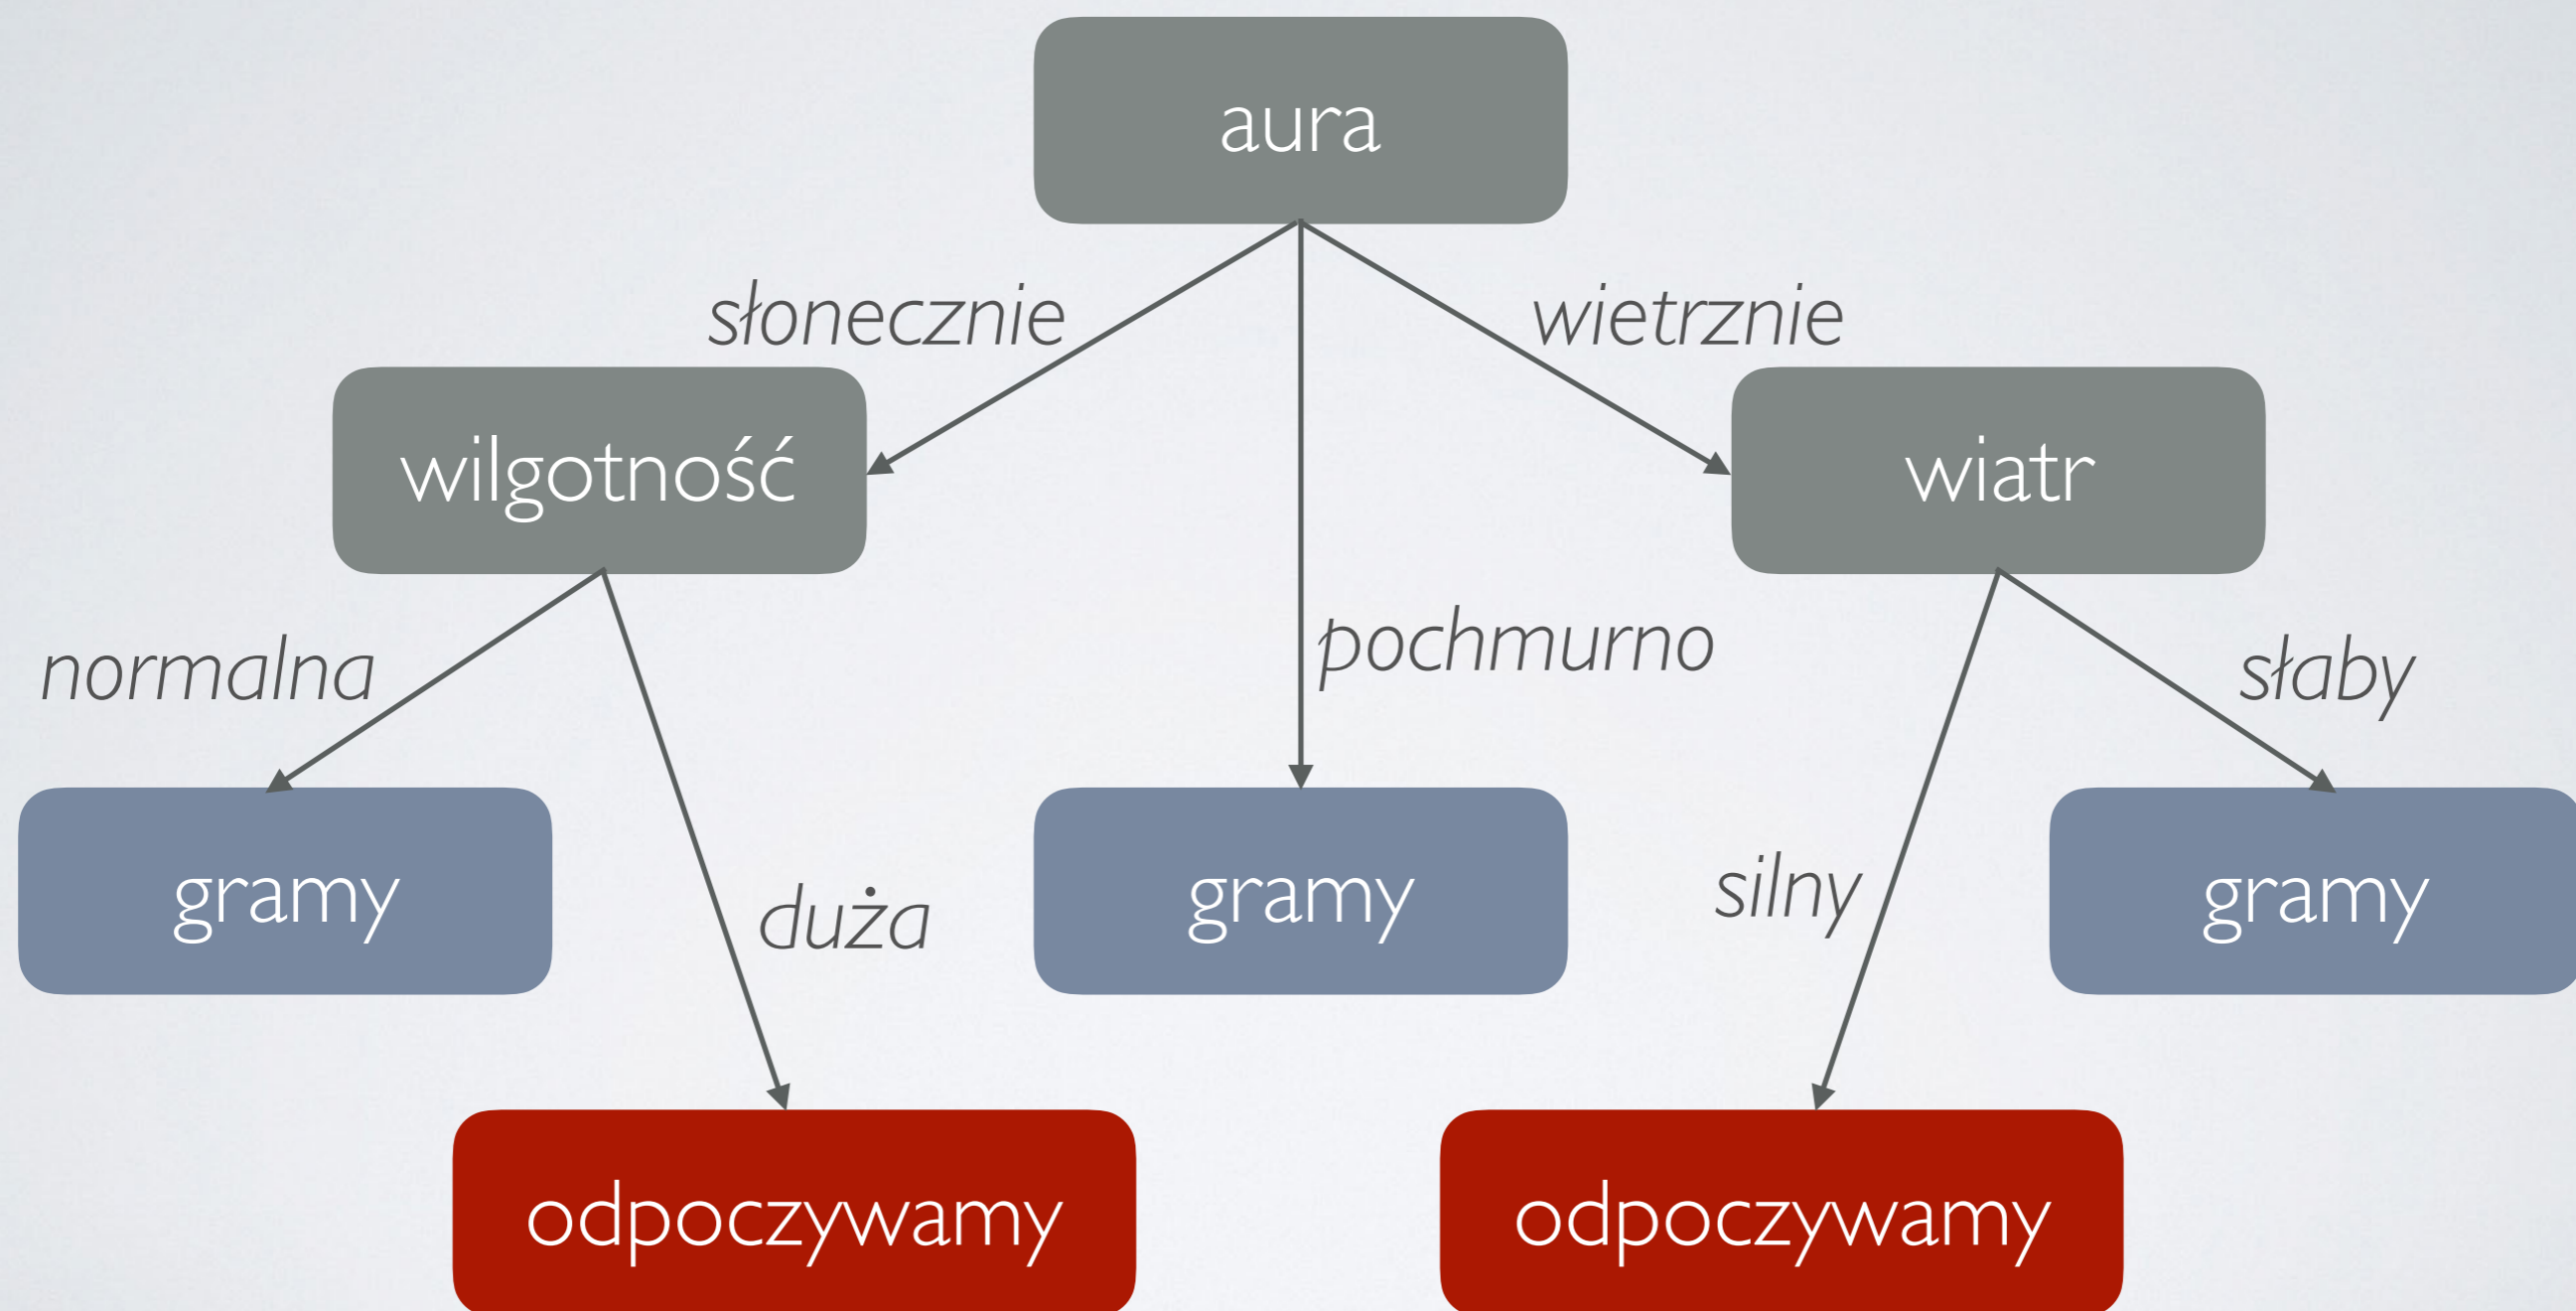 aura
słonecznie
wietrznie
wilgotność
wiatr
normalna
pochmurno
słaby
gramy
duża
gramy
silny
gramy
odpoczywamy
odpoczywamy